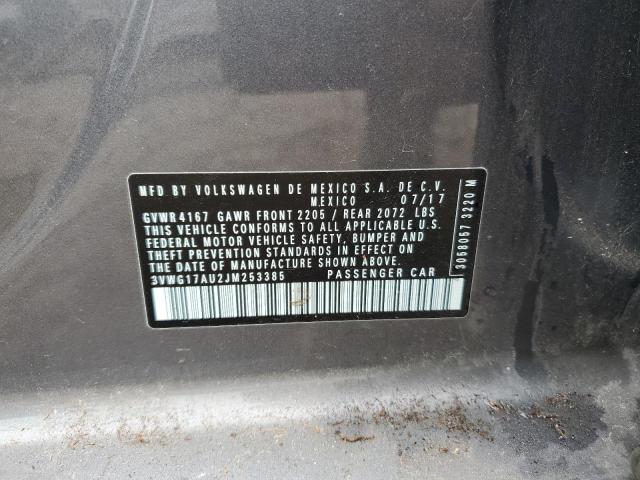 MFD BY VOLKSWAGEN DE MEXICO S.A. DE C.V.
MEXICO 07/17
GVWR 4167 GAWR FRONT 2205 / REAR 2072 LBS
THIS VEHICLE CONFORMS TO ALL APPLICABLE U.S.
FEDERAL MOTOR VEHICLE SAFETY, BUMPER AND
THEFT PREVENTION STANDARDS IN EFFECT ON
THE DATE OF MANUFACTURE SHOWN ABOVE.
3VWG17AU2JM253385 PASSENGER CAR
3058057 3220 M